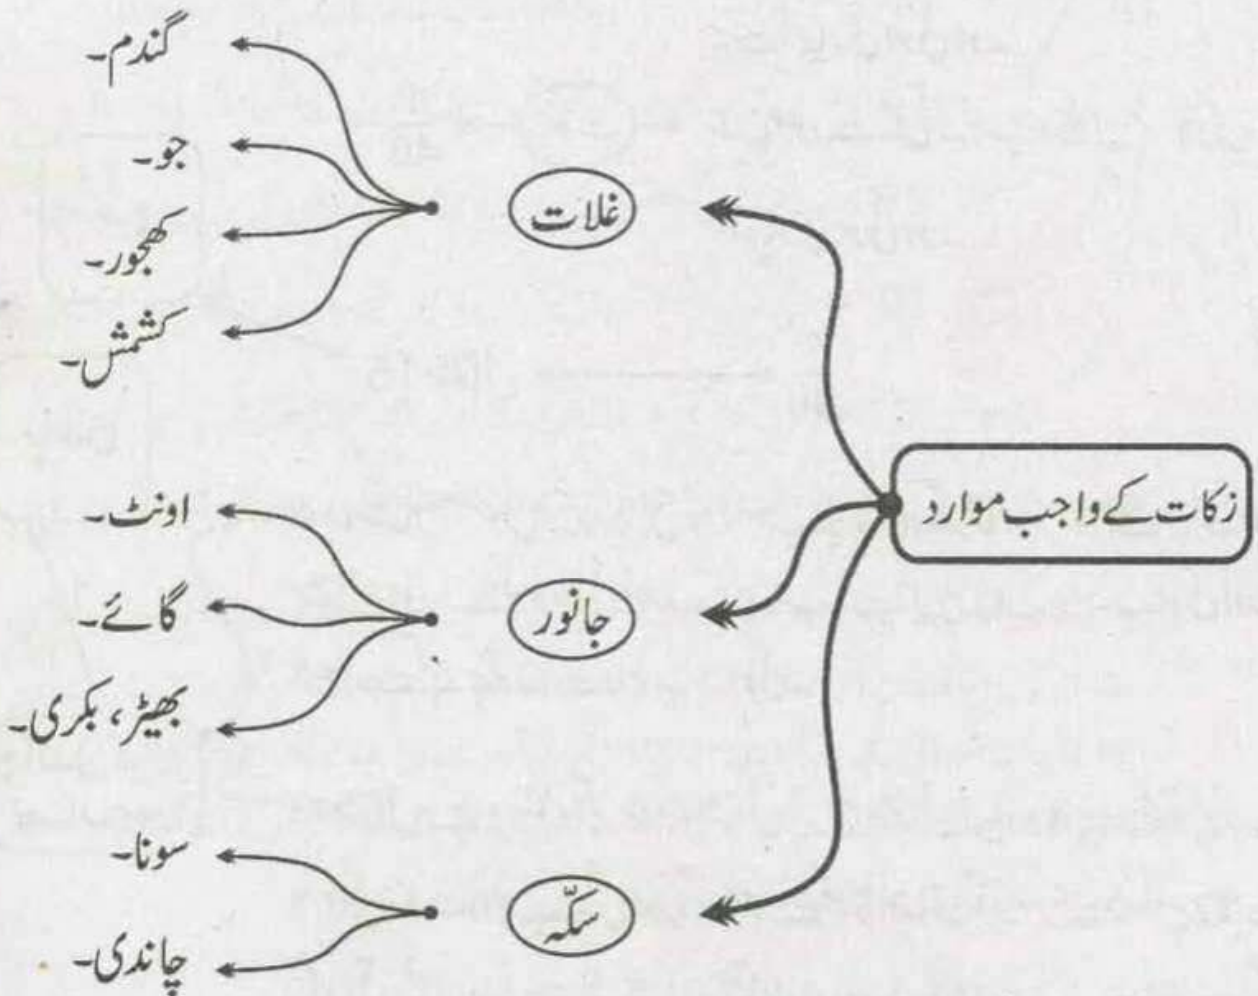 زکات کے واجب موارد
غلات
گندم۔
جو۔
کھجور۔
کشمش۔
جانور
اونٹ۔
گائے۔
بھیڑ، بکری۔
سکّہ
سونا۔
چاندی۔